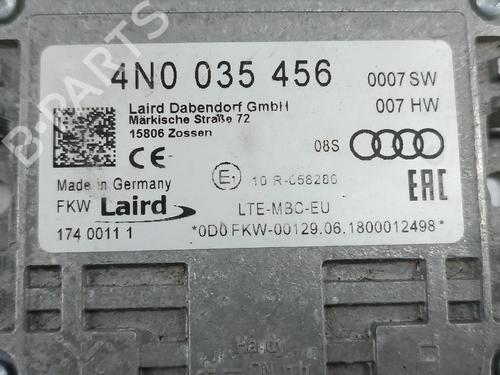 4N0 035 456
0007 SW
007 HW
Laird Dabendorf GmbH
Märkische Straße 72
15806 Zossen
08S
CE
E1
10 R-058286
EAC
Made in Germany
FKW Laird
LTE-MBC-EU
174 0011 1
*0D0 FKW-00129.06.1800012498*
B-PARTS